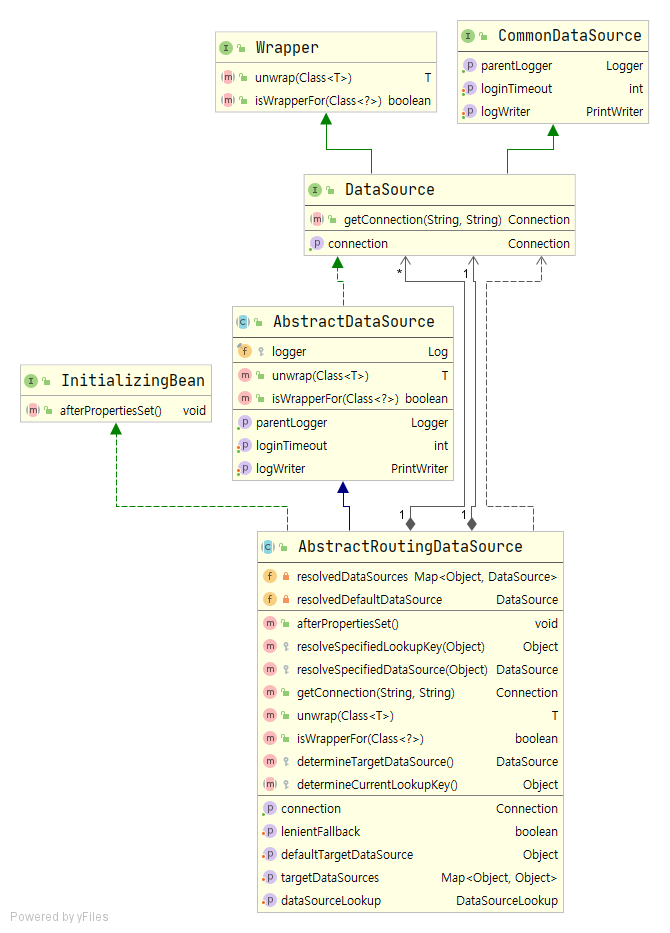 Wrapper
unwrap(Class<T>) T
isWrapperFor(Class<?>) boolean
CommonDataSource
parentLogger Logger
loginTimeout int
logWriter PrintWriter
DataSource
getConnection(String, String) Connection
connection Connection
* 1
AbstractDataSource
logger Log
unwrap(Class<T>) T
isWrapperFor(Class<?>) boolean
parentLogger Logger
loginTimeout int
logWriter PrintWriter
InitializingBean
afterPropertiesSet() void
1 1
AbstractRoutingDataSource
resolvedDataSources Map<Object, DataSource>
resolvedDefaultDataSource DataSource
afterPropertiesSet() void
resolveSpecifiedLookupKey(Object) Object
resolveSpecifiedDataSource(Object) DataSource
getConnection(String, String) Connection
unwrap(Class<T>) T
isWrapperFor(Class<?>) boolean
determineTargetDataSource() DataSource
determineCurrentLookupKey() Object
connection Connection
lenientFallback boolean
defaultTargetDataSource Object
targetDataSources Map<Object, Object>
dataSourceLookup DataSourceLookup
Powered by yFiles